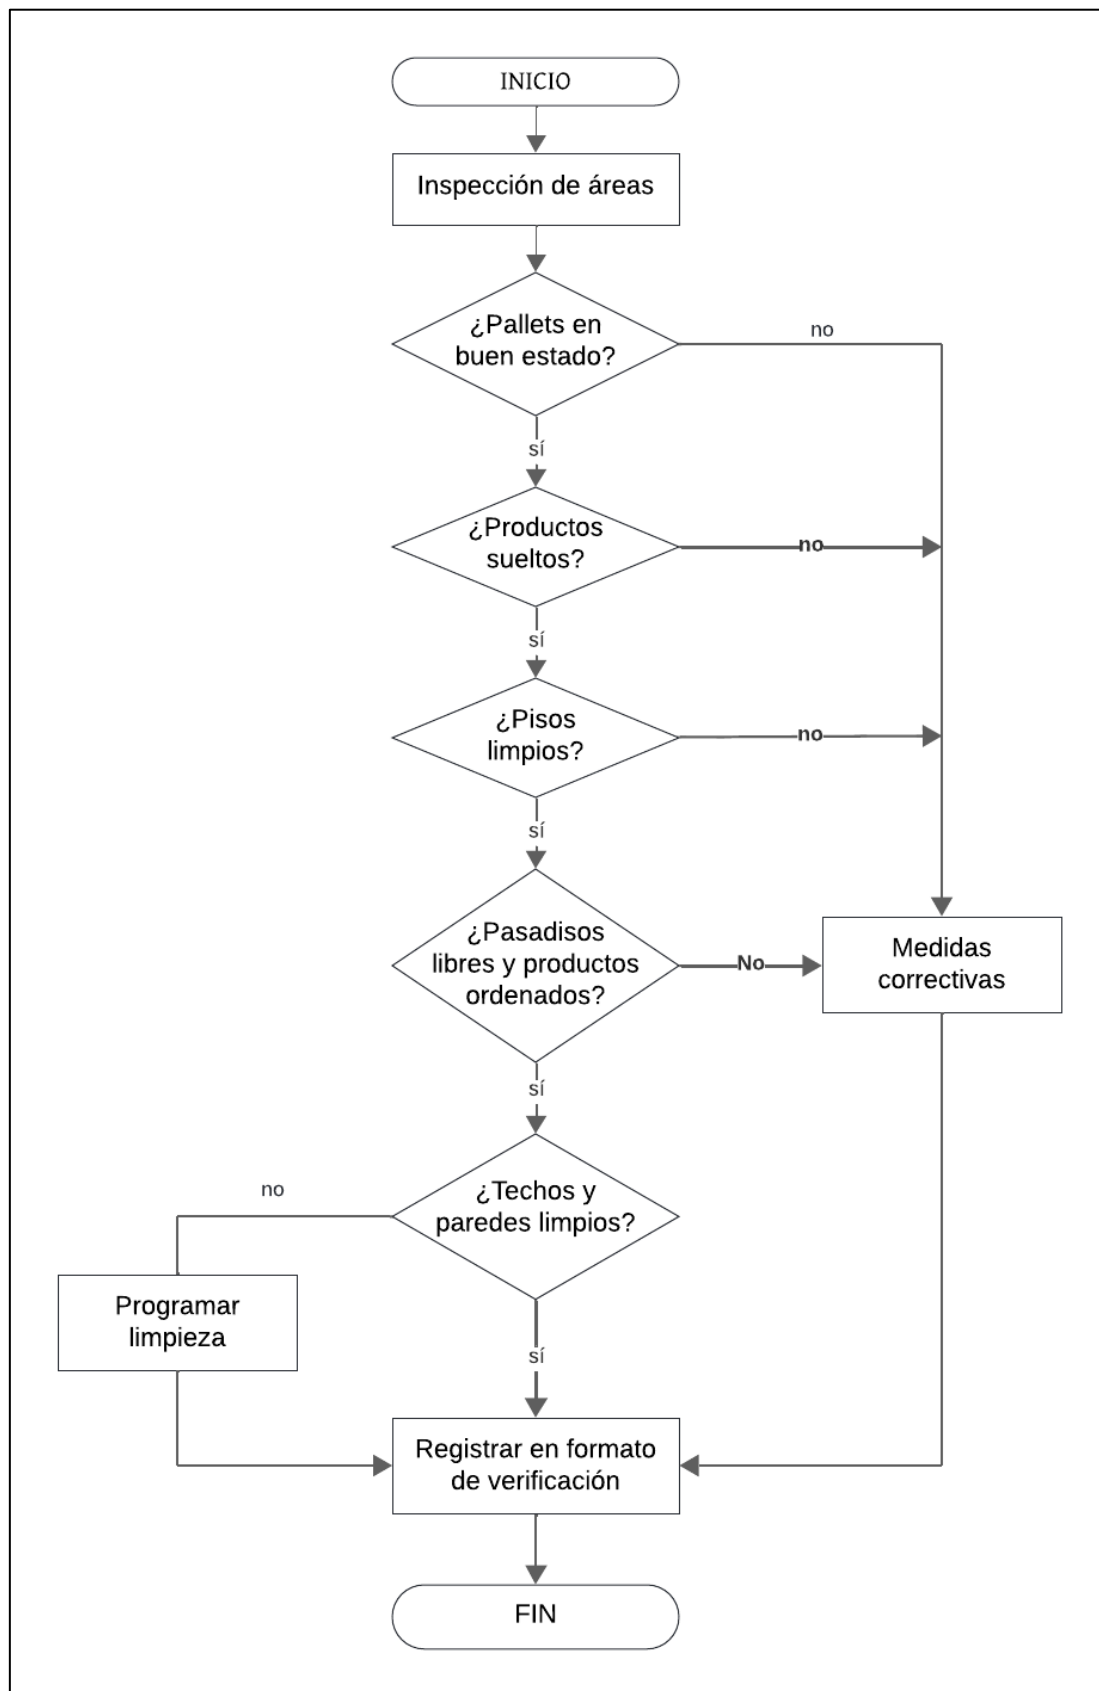 INICIO
Inspección de áreas
¿Pallets en
buen estado?
no
sí
¿Productos
sueltos?
no
sí
¿Pisos
limpios?
no
sí
¿Pasadisos
libres y productos
ordenados?
No
Medidas
correctivas
sí
¿Techos y
paredes limpios?
no
Programar
limpieza
sí
Registrar en formato
de verificación
FIN